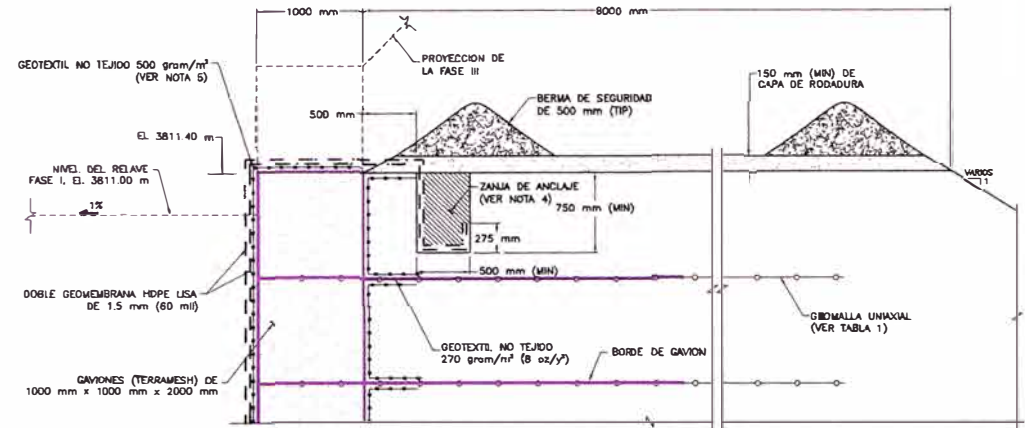 1000 mm
8000 mm
GEOTEXTIL NO TEJIDO 500 gram/m²
(VER NOTA 5)
PROYECCION DE
LA FASE III
150 mm (MIN) DE
CAPA DE RODADURA
BERMA DE SEGURIDAD
DE 500 mm (TIP)
500 mm
EL 3811.40 m
NIVEL DEL RELAVE
FASE I, EL. 3811.00 m
1%
ZANJA DE ANCLAJE
(VER NOTA 4)
750 mm (MIN)
VARIOS
1
275 mm
500 mm (MIN)
DOBLE GEOMEMBRANA HDPE LISA
DE 1.5 mm (60 mil)
GEOMALLA UNIAXIAL
(VER TABLA 1)
GEOTEXTIL NO TEJIDO
270 gram/m² (8 oz/y²)
BORDE DE GAVION
GAVIONES (TERRAMESH) DE
1000 mm x 1000 mm x 2000 mm